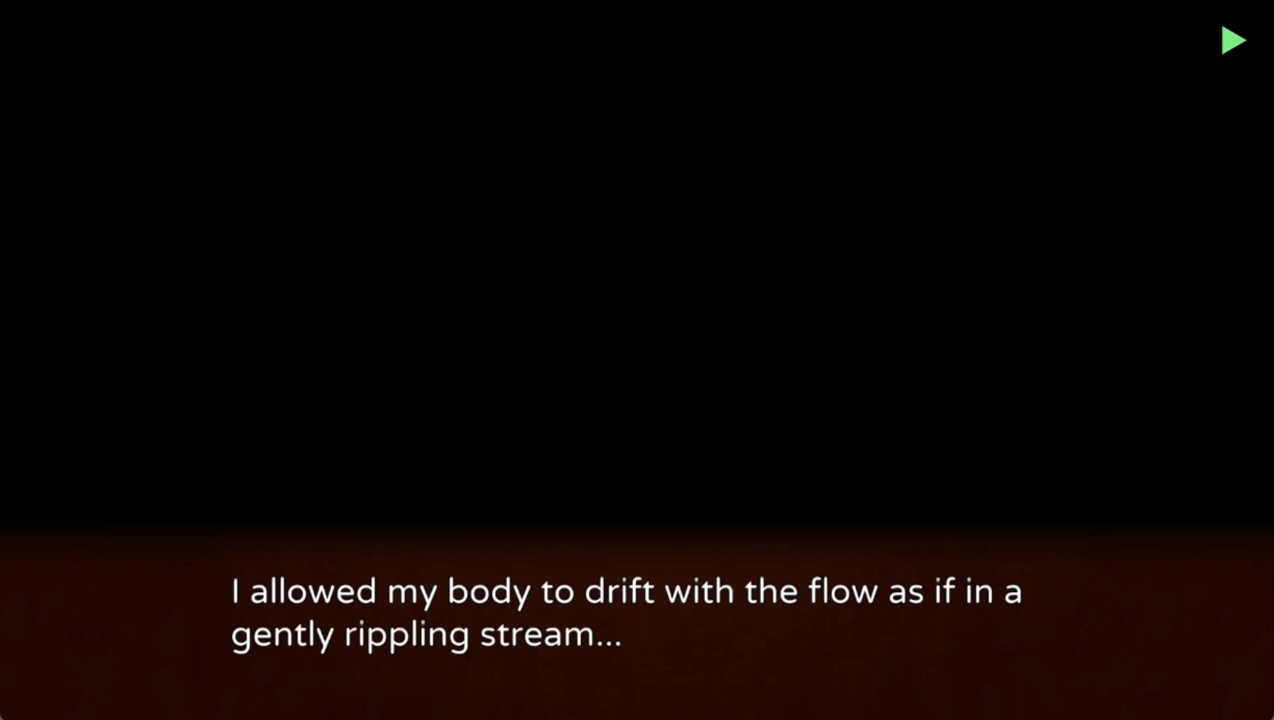 I allowed my body to drift with the flow as if in a
gently rippling stream...